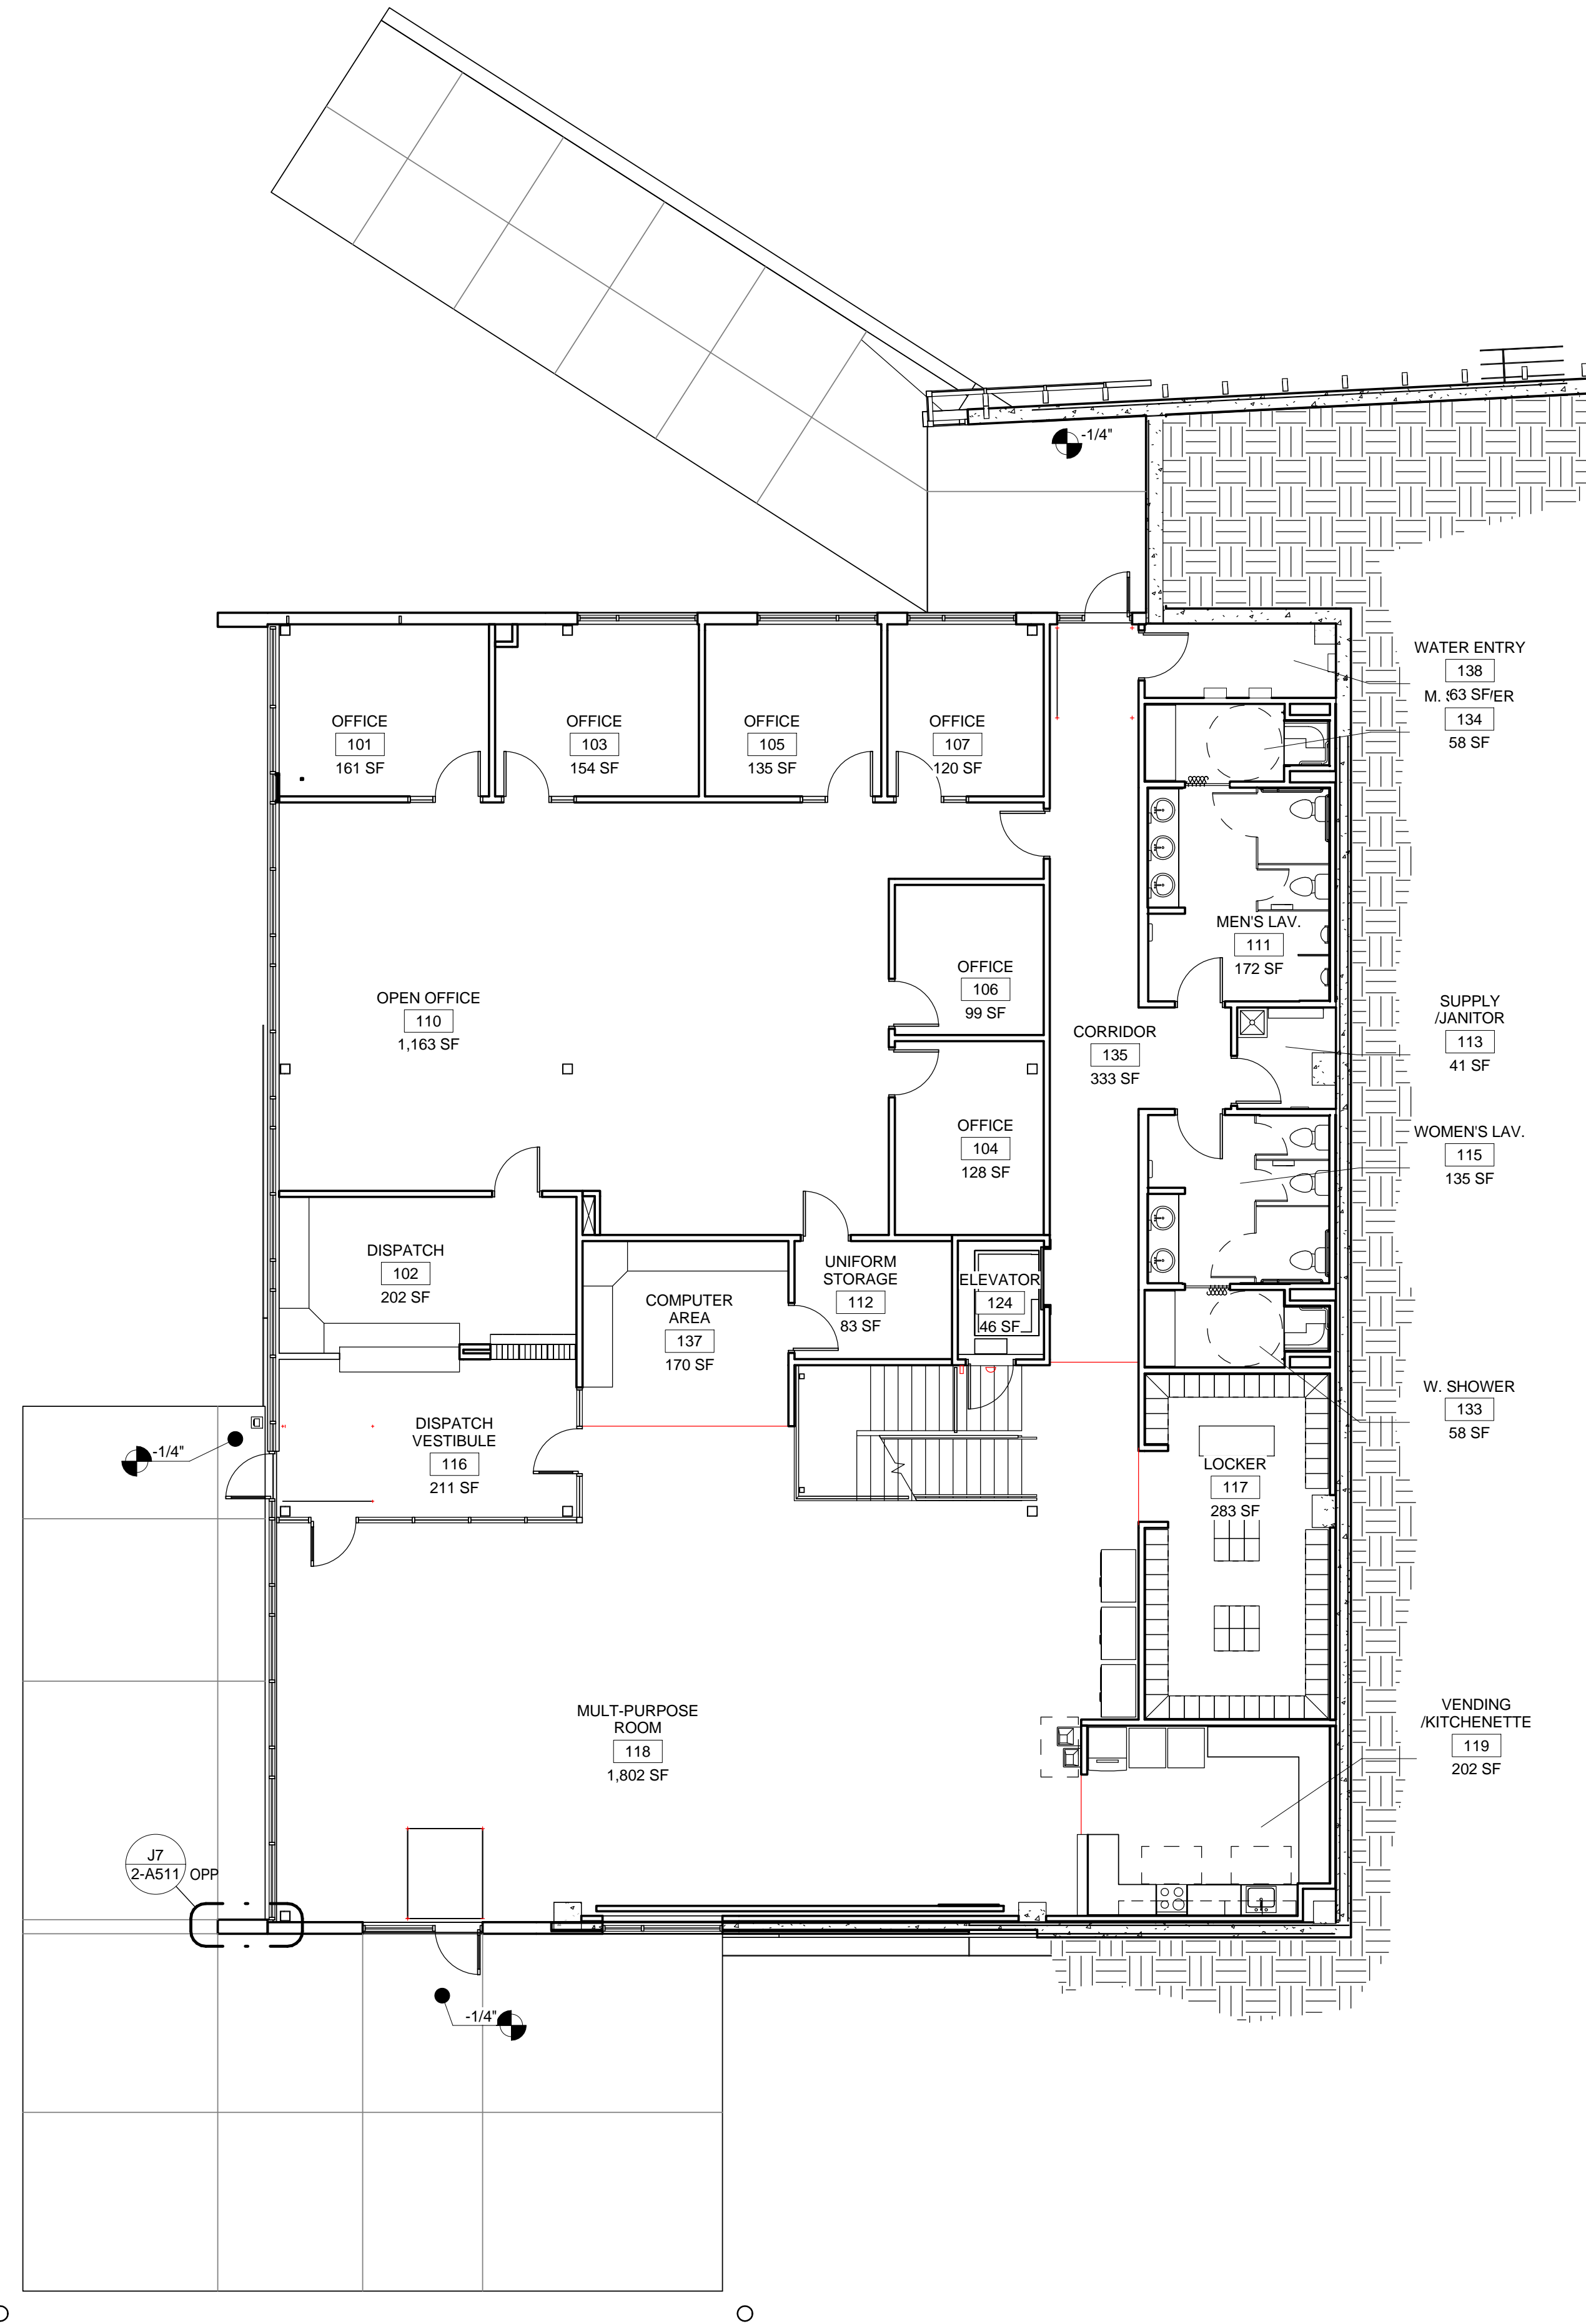 -1/4"
WATER ENTRY
138
63 SF
134
58 SF
OFFICE
101
161 SF
OFFICE
103
154 SF
OFFICE
105
135 SF
OFFICE
107
120 SF
MEN'S LAV.
111
172 SF
OFFICE
106
99 SF
OPEN OFFICE
110
1,163 SF
CORRIDOR
135
333 SF
SUPPLY
/JANITOR
113
41 SF
OFFICE
104
128 SF
WOMEN'S LAV.
115
135 SF
DISPATCH
102
202 SF
COMPUTER
AREA
137
170 SF
UNIFORM
STORAGE
112
83 SF
ELEVATOR
124
46 SF
W. SHOWER
133
58 SF
DISPATCH
VESTIBULE
116
211 SF
-1/4"
LOCKER
117
283 SF
MULT-PURPOSE
ROOM
118
1,802 SF
VENDING
/KITCHENETTE
119
202 SF
J7
2-A511
OPP
-1/4"